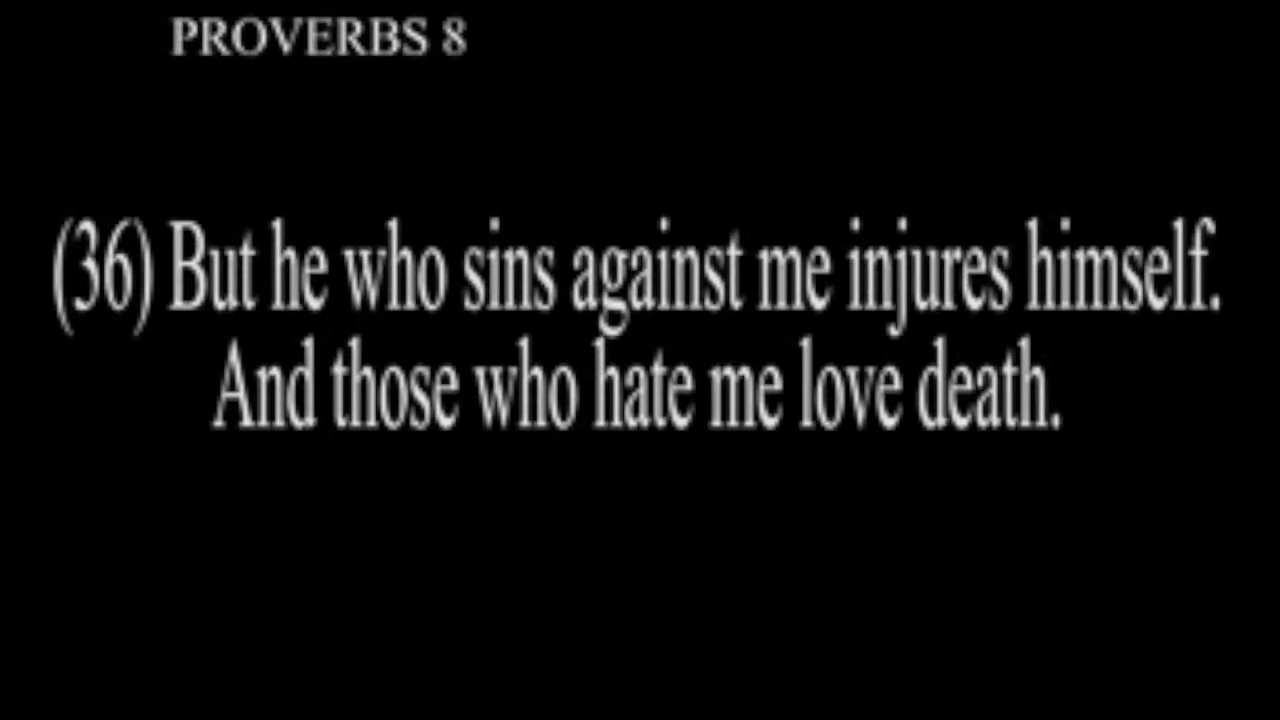 PROVERBS 8
(36) But he who sins against me injures himself.
And those who hate me love death.